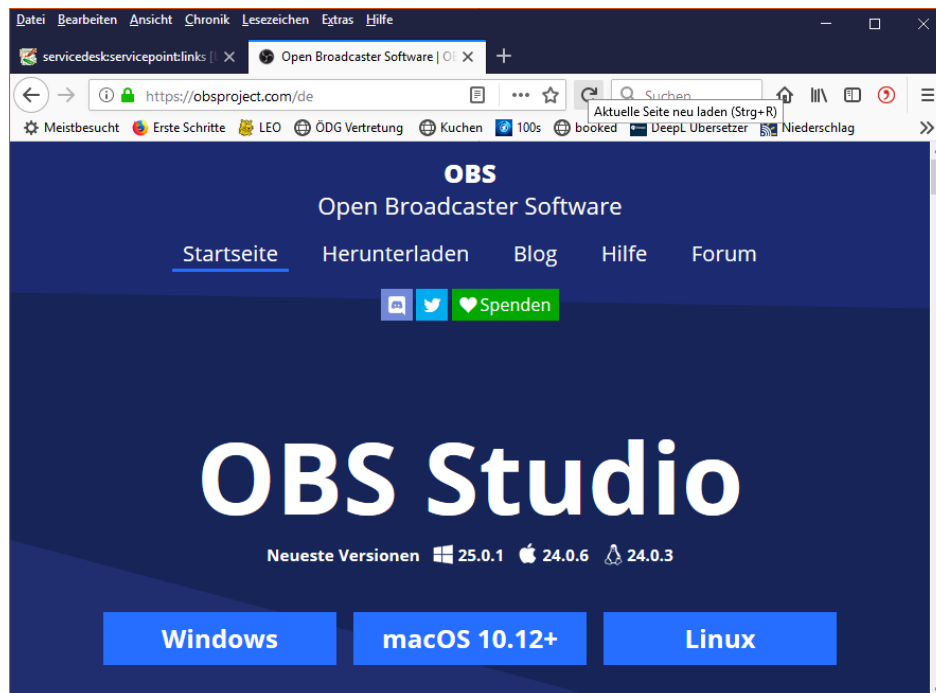 Datei Bearbeiten Ansicht Chronik Lesezeichen Extras Hilfe
servicedesk:servicepoint:links
Open Broadcaster Software | OB
https://obsproject.com/de
Suchen
Aktuelle Seite neu laden (Strg+R)
Meistbesucht Erste Schritte LEO ÖDG Vertretung Kuchen 100s booked DeepL Übersetzer Niederschlag
OBS
Open Broadcaster Software
Startseite Herunterladen Blog Hilfe Forum
Spenden
OBS Studio
Neueste Versionen 25.0.1 24.0.6 24.0.3
Windows macOS 10.12+ Linux